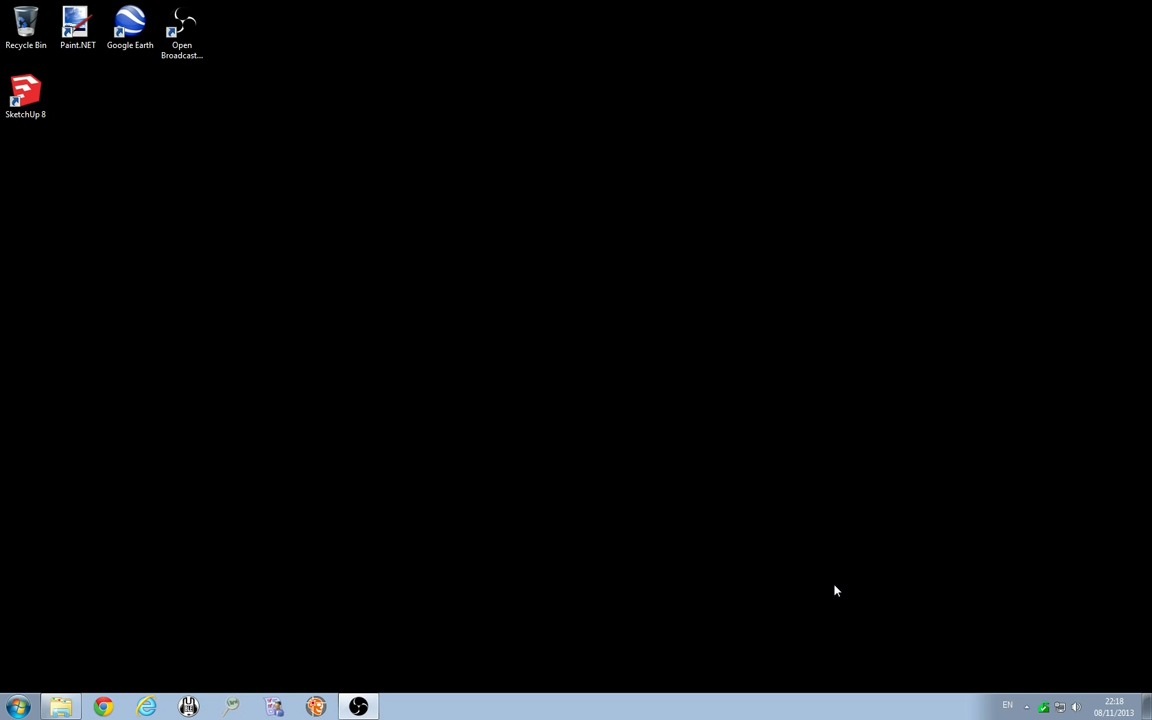 Recycle Bin
Paint.NET
Google Earth
Open
Broadcast...
SketchUp 8
EN
22:18
08/11/2013